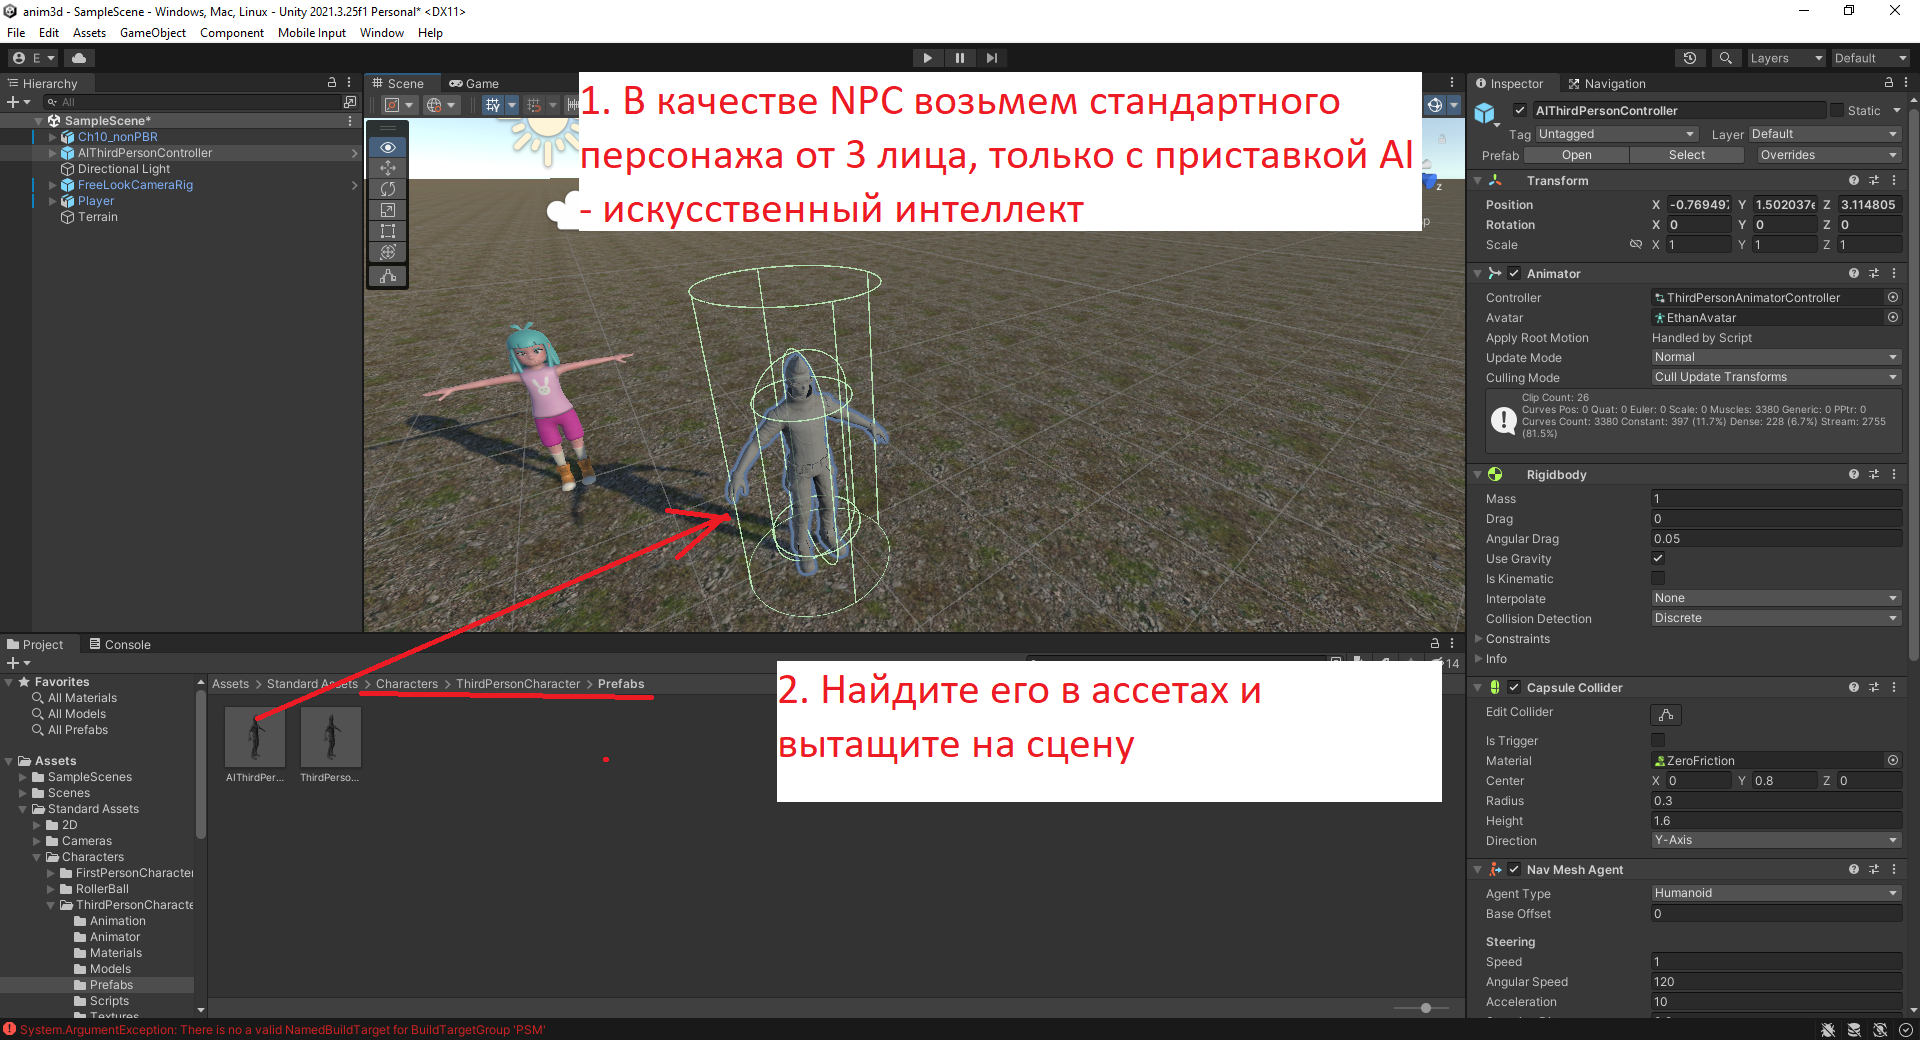 anim3d - SampleScene - Windows, Mac, Linux - Unity 2021.3.25f1 Personal* <DX11>
File Edit Assets GameObject Component Mobile Input Window Help
E
Layers
Default
Hierarchy
All
SampleScene*
Ch10_nonPBR
AIThirdPersonController
Directional Light
FreeLookCameraRig
Player
Terrain
Scene
Game
1. В качестве NPC возьмем стандартного
персонажа от 3 лица, только с приставкой AI
- искусственный интеллект
z
Inspector
Navigation
AIThirdPersonController
Static
Tag Untagged Layer Default
Prefab Open Select Overrides
Transform
Position X -0.769497 Y 1.502037e Z 3.114805
Rotation X 0 Y 0 Z 0
Scale X 1 Y 1 Z 1
Animator
Controller ThirdPersonAnimatorController
Avatar EthanAvatar
Apply Root Motion Handled by Script
Update Mode Normal
Culling Mode Cull Update Transforms
Clip Count: 26
Curves Pos: 0 Quat: 0 Euler: 0 Scale: 0 Muscles: 3380 Generic: 0 PPtr: 0
Curves Count: 3380 Constant: 397 (11.7%) Dense: 228 (6.7%) Stream: 2755
(81.5%)
Rigidbody
Mass 1
Drag 0
Angular Drag 0.05
Use Gravity
Is Kinematic
Interpolate None
Collision Detection Discrete
Constraints
Info
Capsule Collider
Edit Collider
Is Trigger
Material ZeroFriction
Center X 0 Y 0.8 Z 0
Radius 0.3
Height 1.6
Direction Y-Axis
Nav Mesh Agent
Agent Type Humanoid
Base Offset 0
Steering
Speed 1
Angular Speed 120
Acceleration 10
Project
Console
14
Favorites
All Materials
All Models
All Prefabs
Assets
SampleScenes
Scenes
Standard Assets
2D
Cameras
Characters
FirstPersonCharacter
RollerBall
ThirdPersonCharacte
Animation
Animator
Materials
Models
Prefabs
Scripts
Textures
Assets > Standard Assets > Characters > ThirdPersonCharacter > Prefabs
AIThirdPer...
ThirdPerso...
2. Найдите его в ассетах и
вытащите на сцену
System.ArgumentException: There is no a valid NamedBuildTarget for BuildTargetGroup 'PSM'